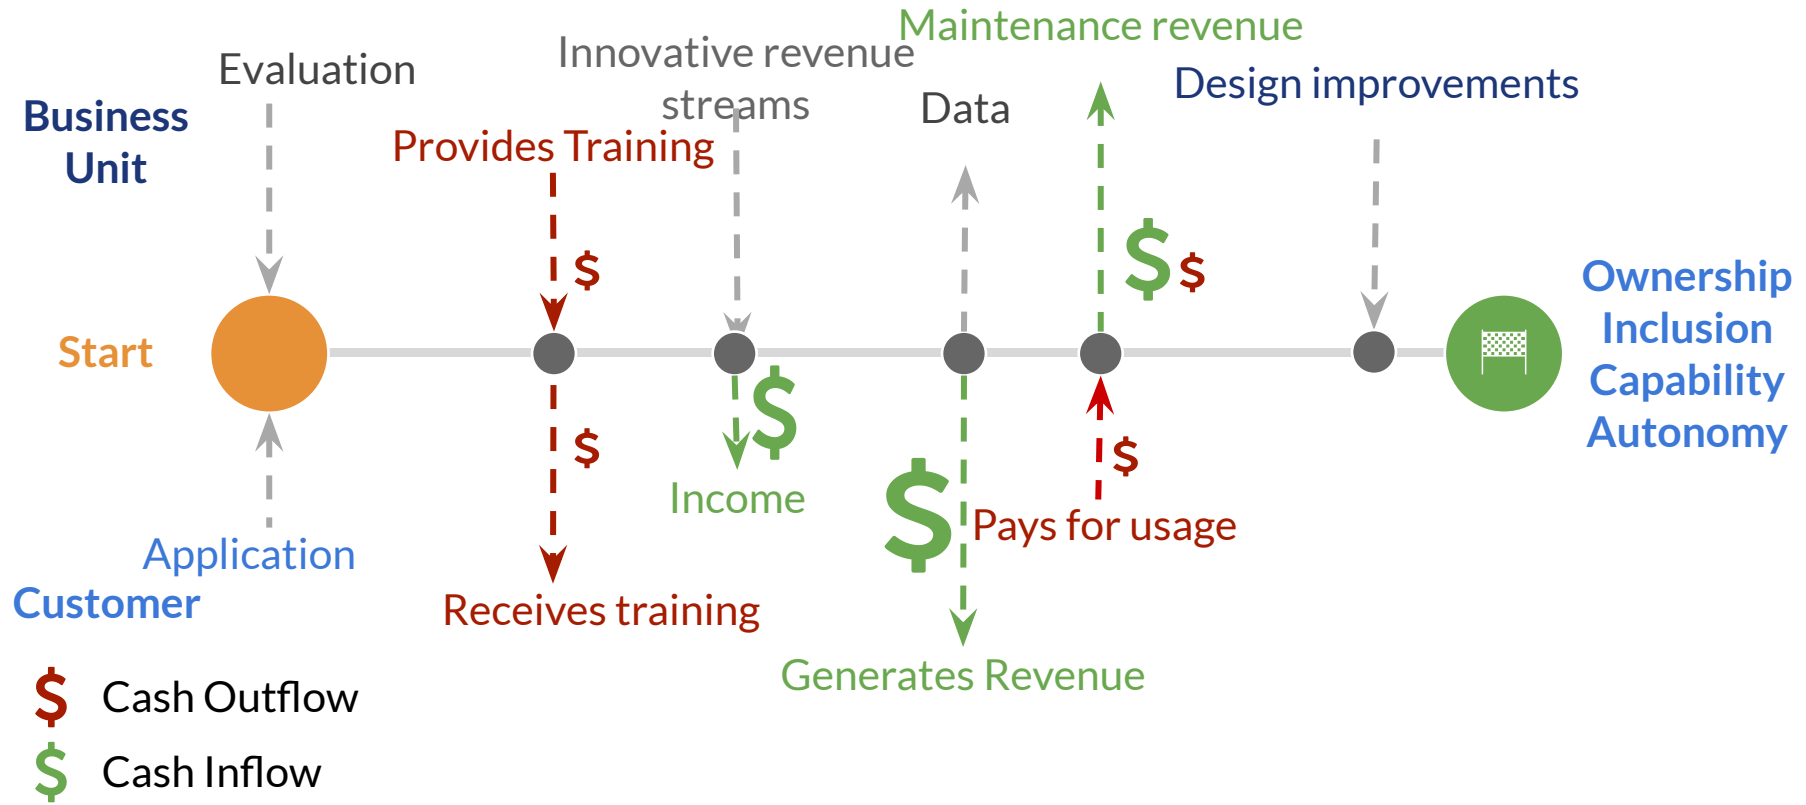 Maintenance revenue
Innovative revenue
streams
Evaluation
Design improvements
Data
Business
Unit
Provides Training
$
$
$
Ownership
Inclusion
Capability
Autonomy
Start
$
$
$
Income
$
Pays for usage
Application
Customer
Receives training
Generates Revenue
$ Cash Outflow
$ Cash Inflow